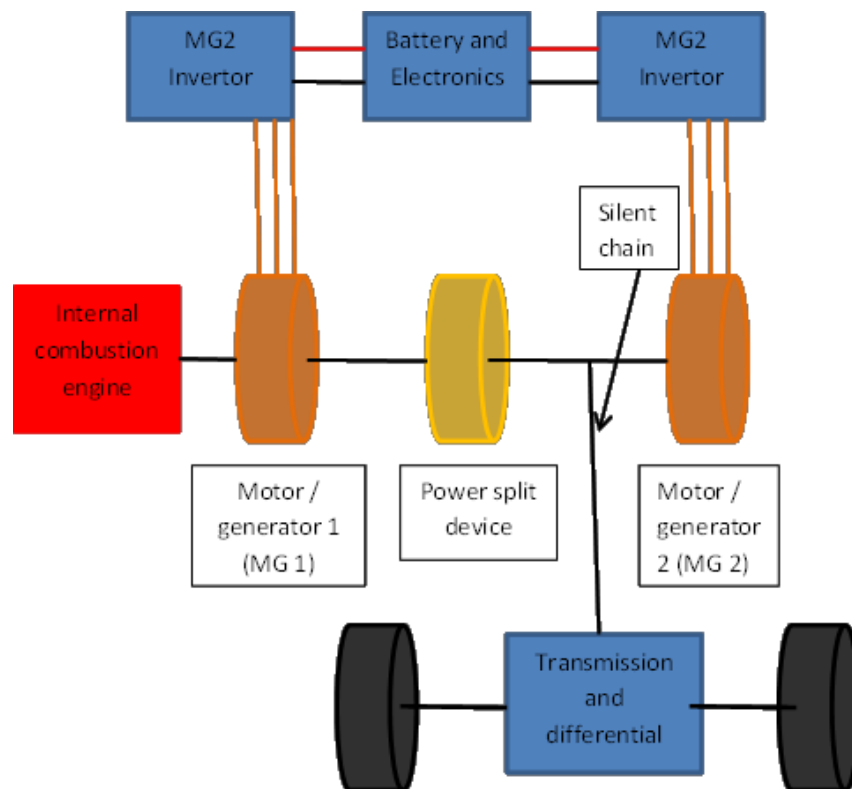 MG2
Invertor
Battery and
Electronics
MG2
Invertor
Silent
chain
Internal
combustion
engine
Motor /
generator 1
(MG 1)
Power split
device
Motor /
generator
2 (MG 2)
Transmission
and
differential